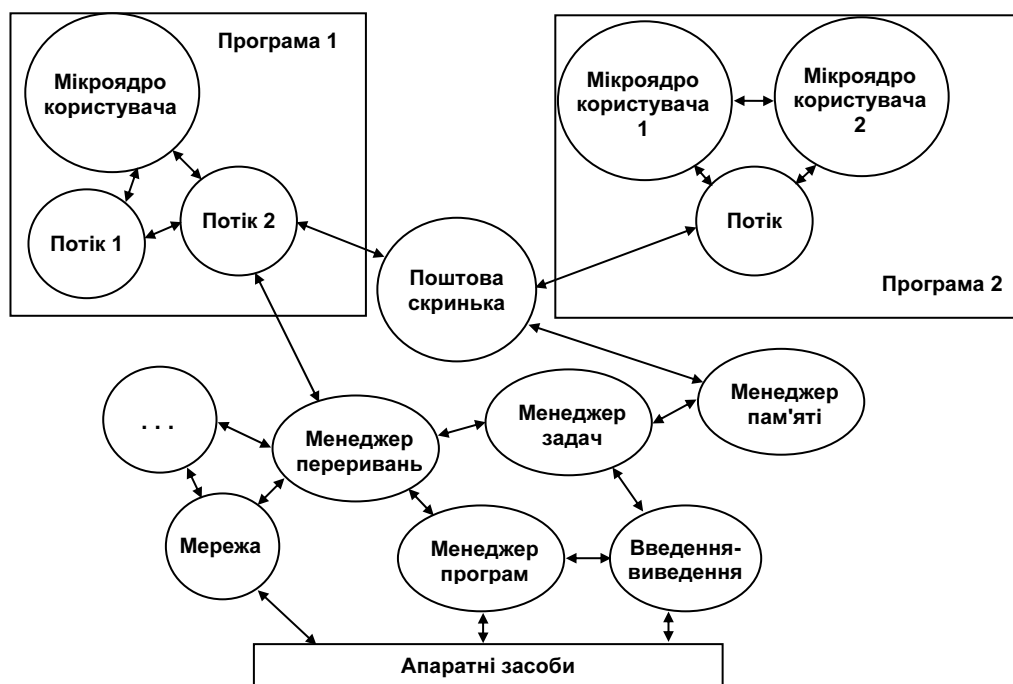 Програма 1
Мікроядро
користувача
Потік 1
Потік 2
Мікроядро
користувача
1
Мікроядро
користувача
2
Потік
Програма 2
Поштова
скринька
. . .
Менеджер
переривань
Менеджер
задач
Менеджер
пам'яті
Мережа
Менеджер
програм
Введення-
виведення
Апаратні засоби